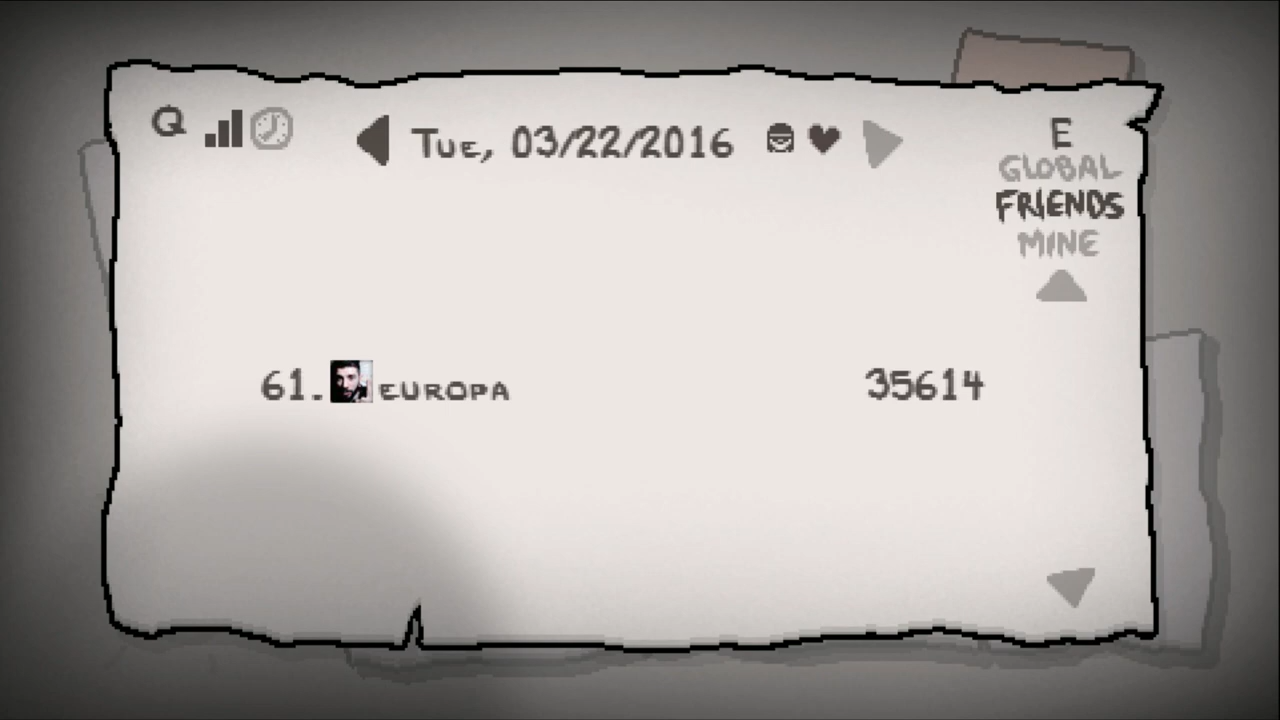 Q Tue, 03/22/2016 E
GLOBAL
FRIENDS
MINE
61. EUROPA 35614